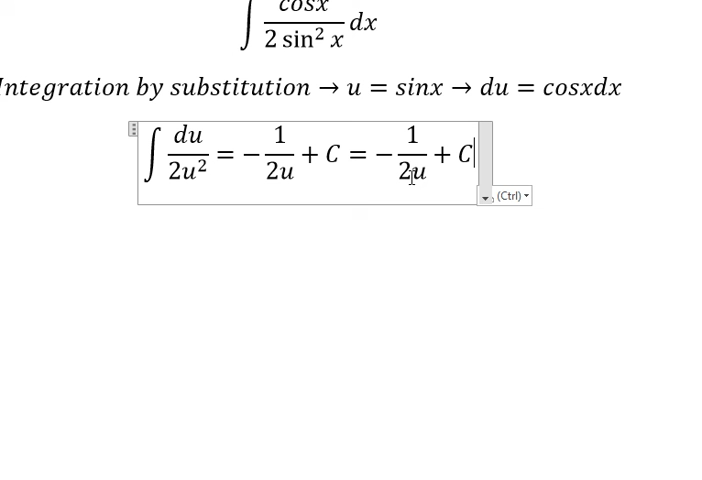 ∫ cosx / 2 sin² x dx
Integration by substitution → u = sinx → du = cosxdx
∫ du / 2u² = − 1 / 2u + C = − 1 / 2u + C
(Ctrl)